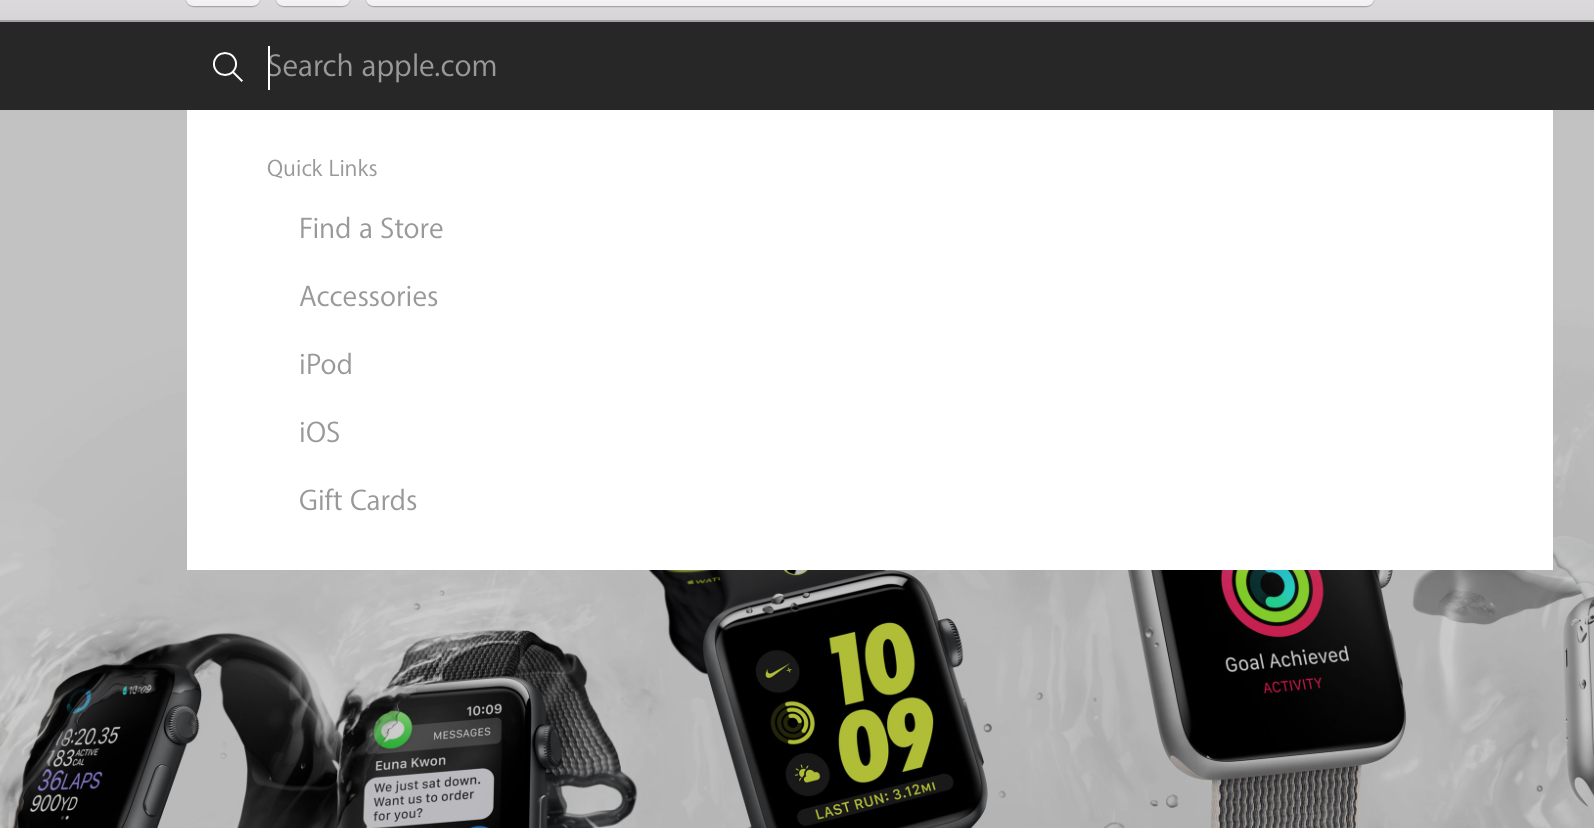 Search apple.com
Quick Links
Find a Store
Accessories
iPod
iOS
Gift Cards
WATCH
10:09
18:20.35
183 ACTIVE CAL
36LAPS
900YD
10:09
MESSAGES
Euna Kwon
We just sat down.
Want us to order
for you?
10
09
LAST RUN: 3.12MI
Goal Achieved
ACTIVITY